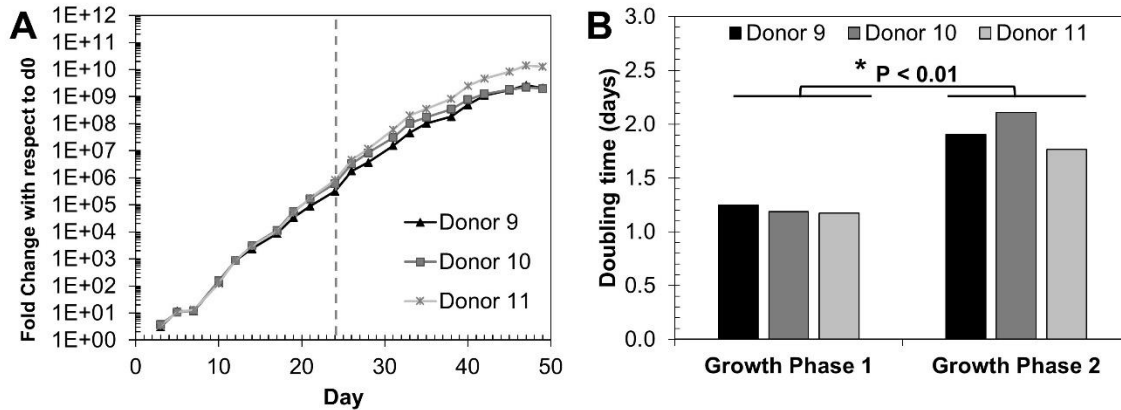 A
Fold Change with respect to d0
1E+12
1E+11
1E+10
1E+09
1E+08
1E+07
1E+06
1E+05
1E+04
1E+03
1E+02
1E+01
1E+00
Donor 9
Donor 10
Donor 11
0 10 20 30 40 50
Day
B
Doubling time (days)
3.0
2.5
2.0
1.5
1.0
0.5
0.0
Donor 9 Donor 10 Donor 11
* P < 0.01
Growth Phase 1 Growth Phase 2